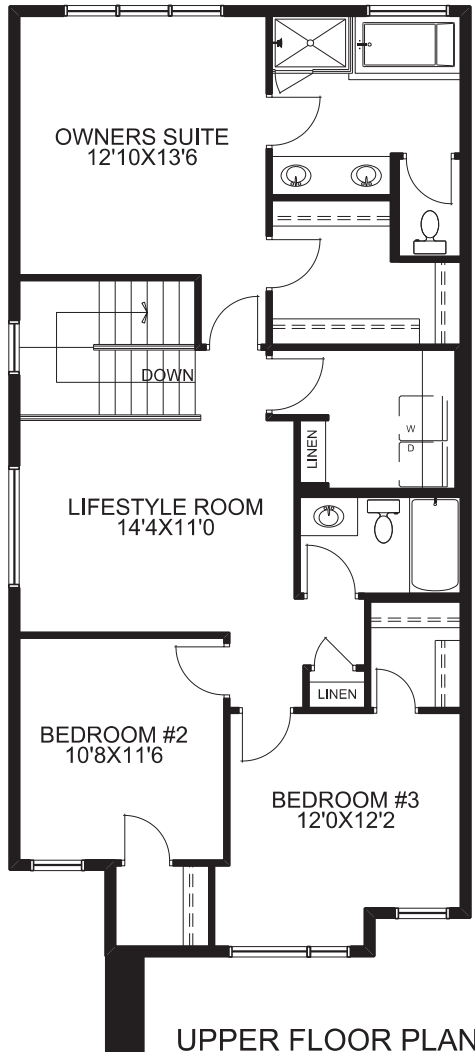 OWNERS SUITE
12'10X13'6
DOWN
W
D
LINEN
LIFESTYLE ROOM
14'4X11'0
LINEN
BEDROOM #2
10'8X11'6
BEDROOM #3
12'0X12'2
UPPER FLOOR PLAN